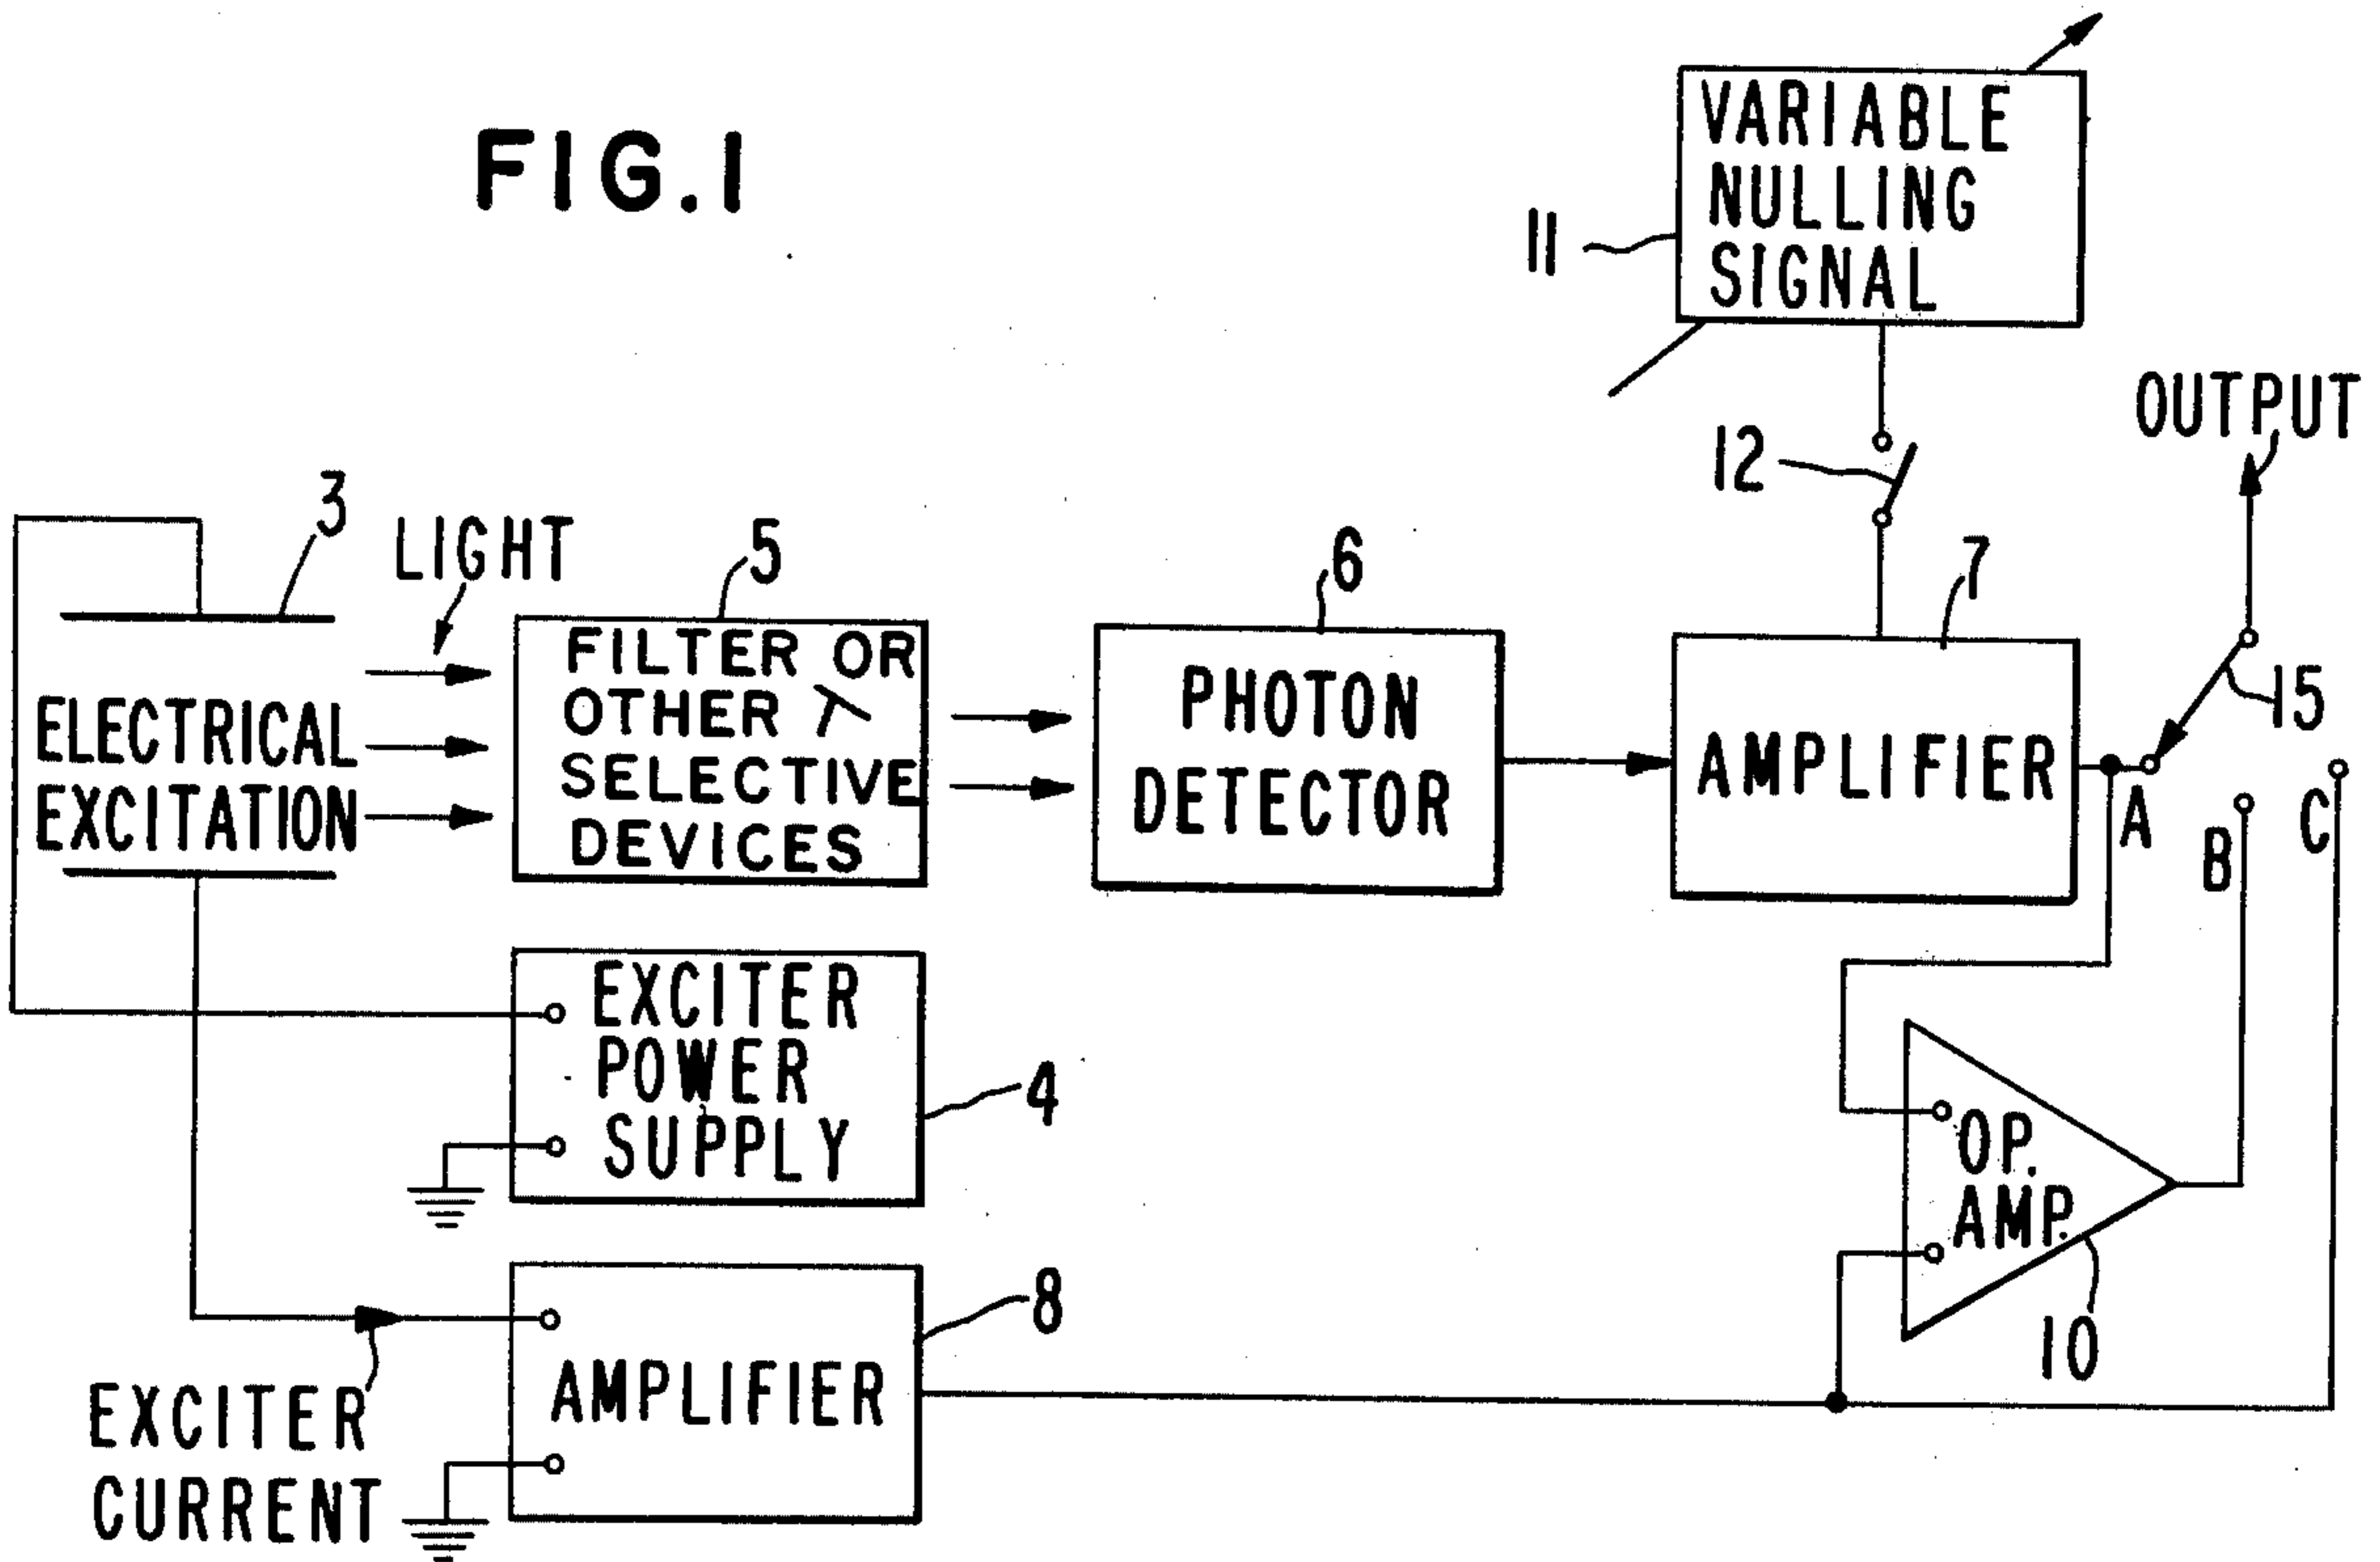 FIG.1
VARIABLE
NULLING
SIGNAL
11
OUTPUT
12
3
LIGHT
5
6
7
FILTER OR
OTHER λ
SELECTIVE
DEVICES
PHOTON
DETECTOR
AMPLIFIER
15
ELECTRICAL
EXCITATION
A
B
C
EXCITER
POWER
SUPPLY
4
OP.
AMP.
10
8
AMPLIFIER
EXCITER
CURRENT